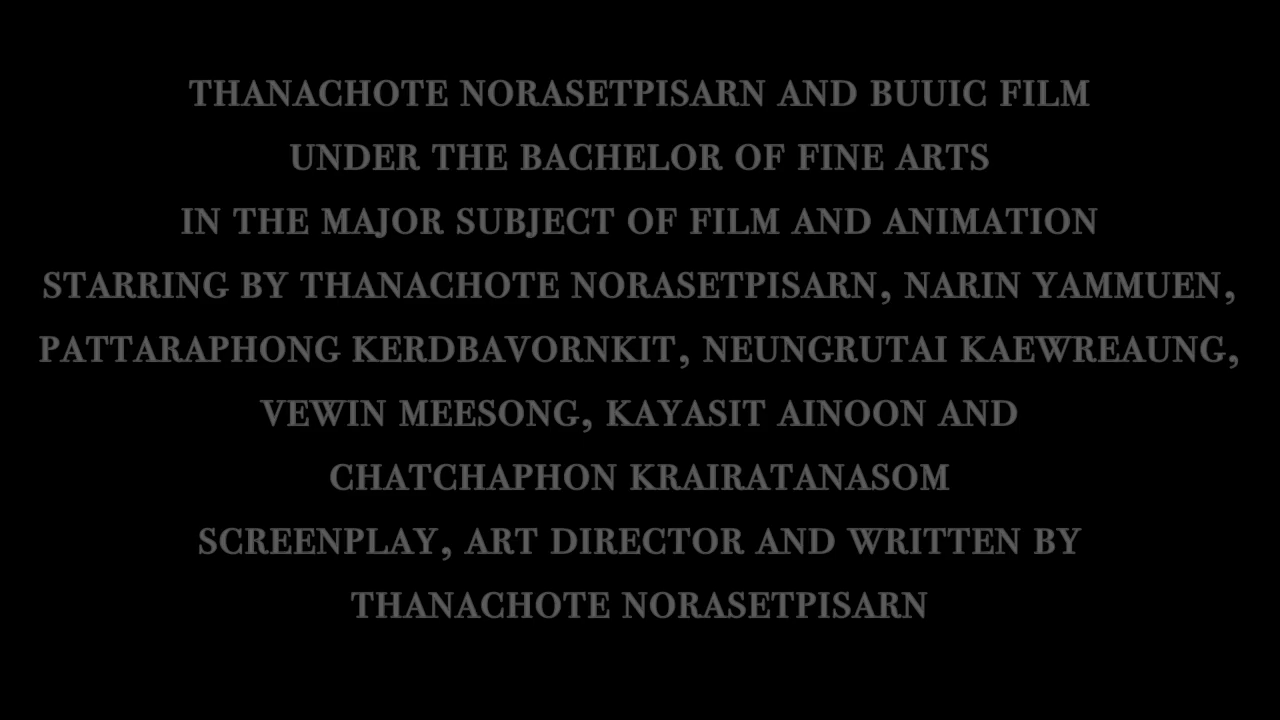 THANACHOTE NORASETPISARN AND BUUIC FILM
UNDER THE BACHELOR OF FINE ARTS
IN THE MAJOR SUBJECT OF FILM AND ANIMATION
STARRING BY THANACHOTE NORASETPISARN, NARIN YAMMUEN,
PATTARAPHONG KERDBAVORNKIT, NEUNGRUTAI KAEWREAUNG,
VEWIN MEESONG, KAYASIT AINOON AND
CHATCHAPHON KRAIRATANASOM
SCREENPLAY, ART DIRECTOR AND WRITTEN BY
THANACHOTE NORASETPISARN